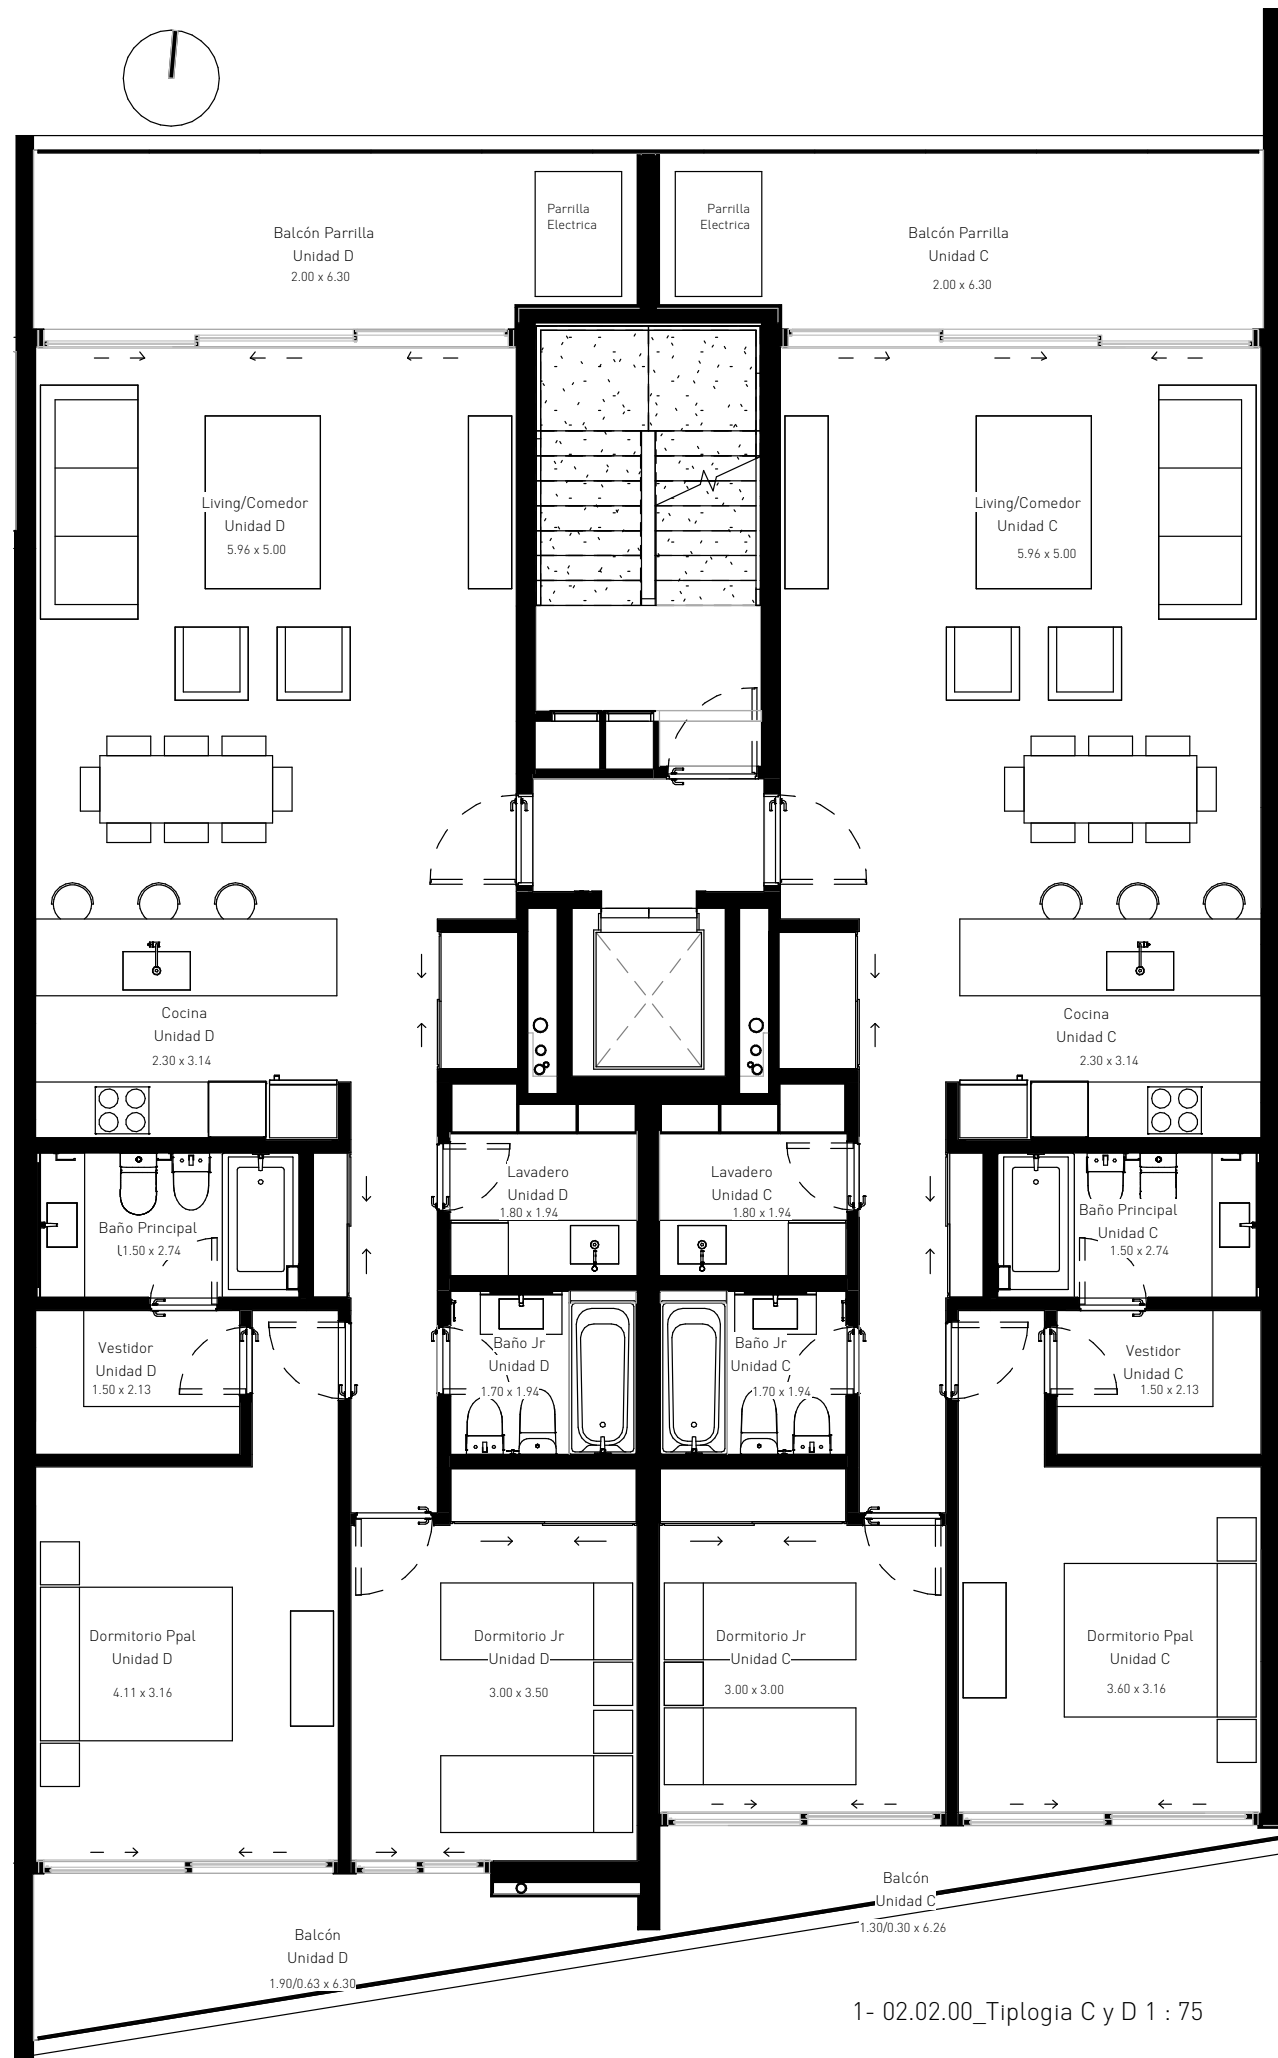 Parrilla
Electrica
Parrilla
Electrica
Balcón Parrilla
Unidad D
2.00 x 6.30
Balcón Parrilla
Unidad C
2.00 x 6.30
Living/Comedor
Unidad D
5.96 x 5.00
Living/Comedor
Unidad C
5.96 x 5.00
Cocina
Unidad D
2.30 x 3.14
Cocina
Unidad C
2.30 x 3.14
Lavadero
Unidad D
1.80 x 1.94
Lavadero
Unidad C
1.80 x 1.94
Baño Principal
1.50 x 2.74
Baño Principal
Unidad C
1.50 x 2.74
Vestidor
Unidad D
1.50 x 2.13
Baño Jr
Unidad D
1.70 x 1.94
Baño Jr
Unidad C
1.70 x 1.94
Vestidor
Unidad C
1.50 x 2.13
Dormitorio Ppal
Unidad D
4.11 x 3.16
Dormitorio Jr
Unidad D
3.00 x 3.50
Dormitorio Jr
Unidad C
3.00 x 3.00
Dormitorio Ppal
Unidad C
3.60 x 3.16
Balcón
Unidad C
1.30/0.30 x 6.26
Balcón
Unidad D
1.90/0.63 x 6.30
1- 02.02.00_Tiplogia C y D 1 : 75